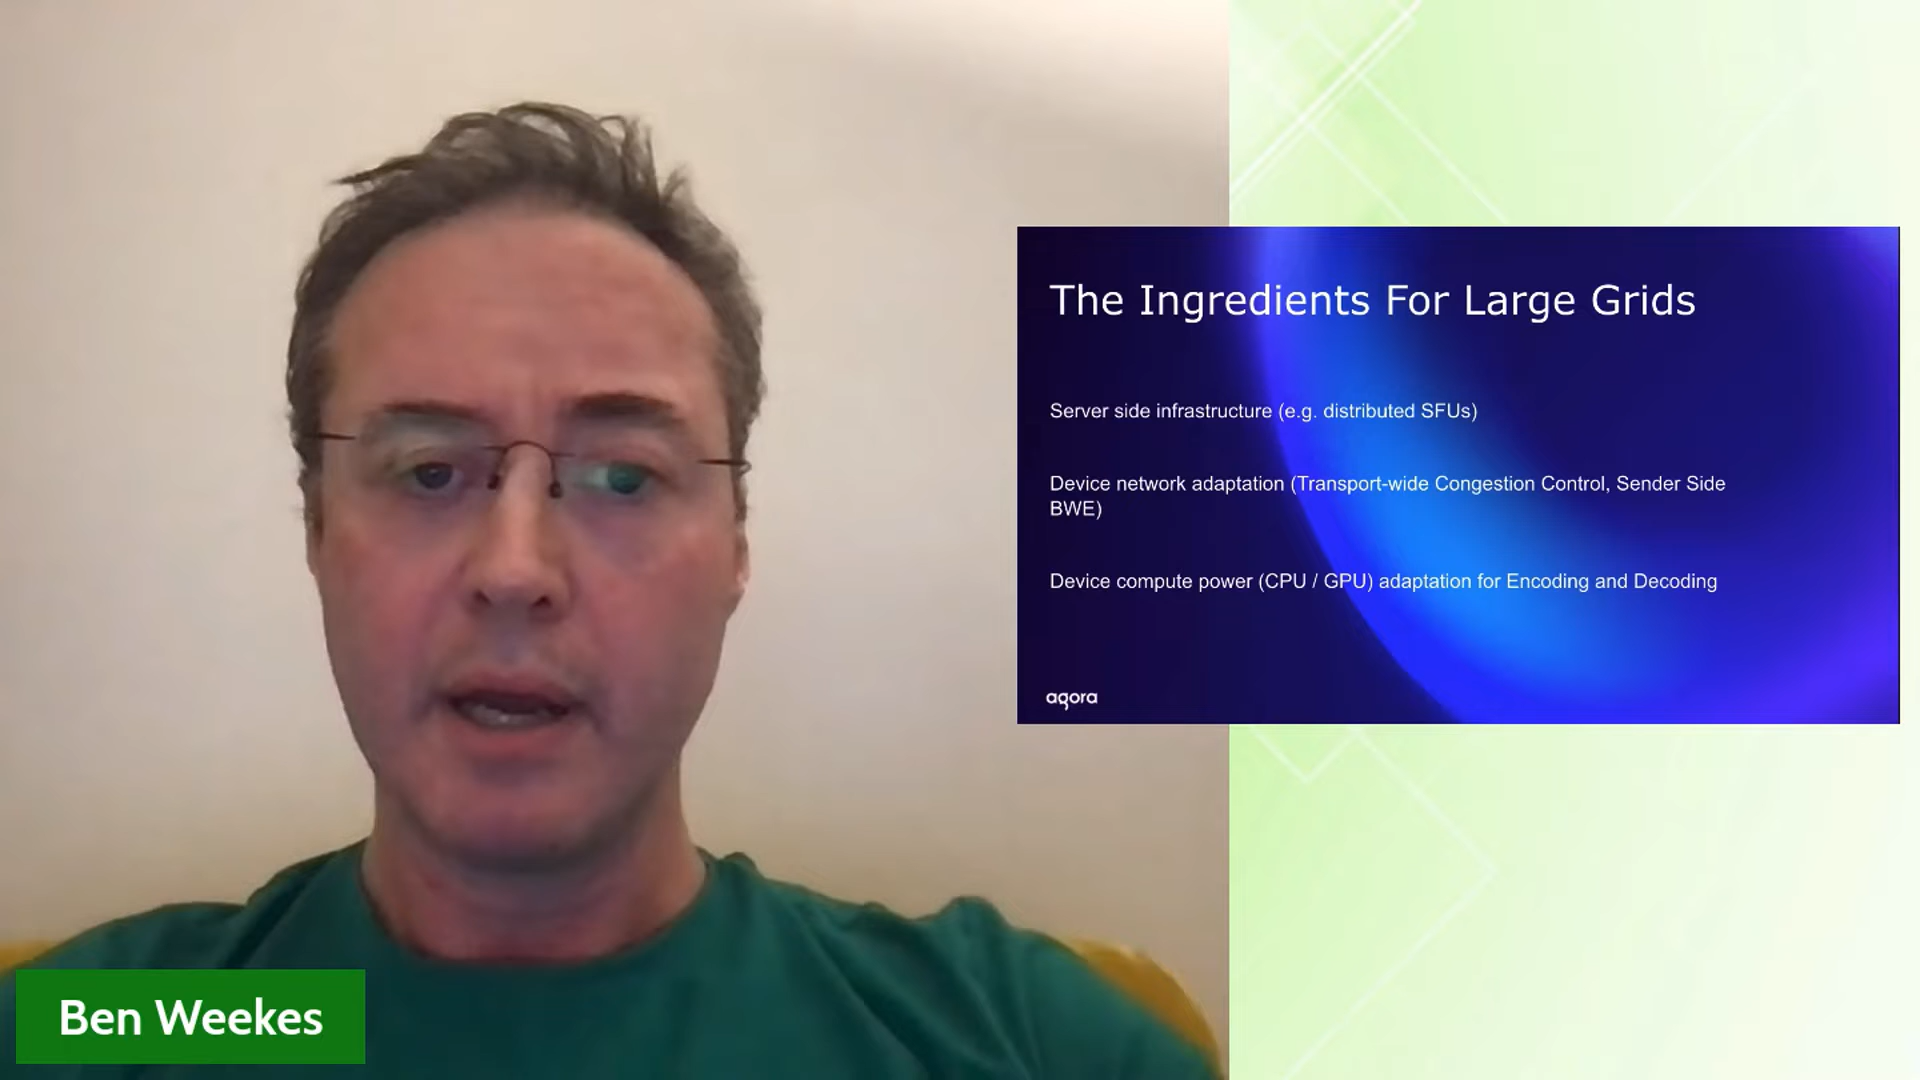 The Ingredients For Large Grids
Server side infrastructure (e.g. distributed SFUs)
Device network adaptation (Transport-wide Congestion Control, Sender Side
BWE)
Device compute power (CPU / GPU) adaptation for Encoding and Decoding
agora
Ben Weekes